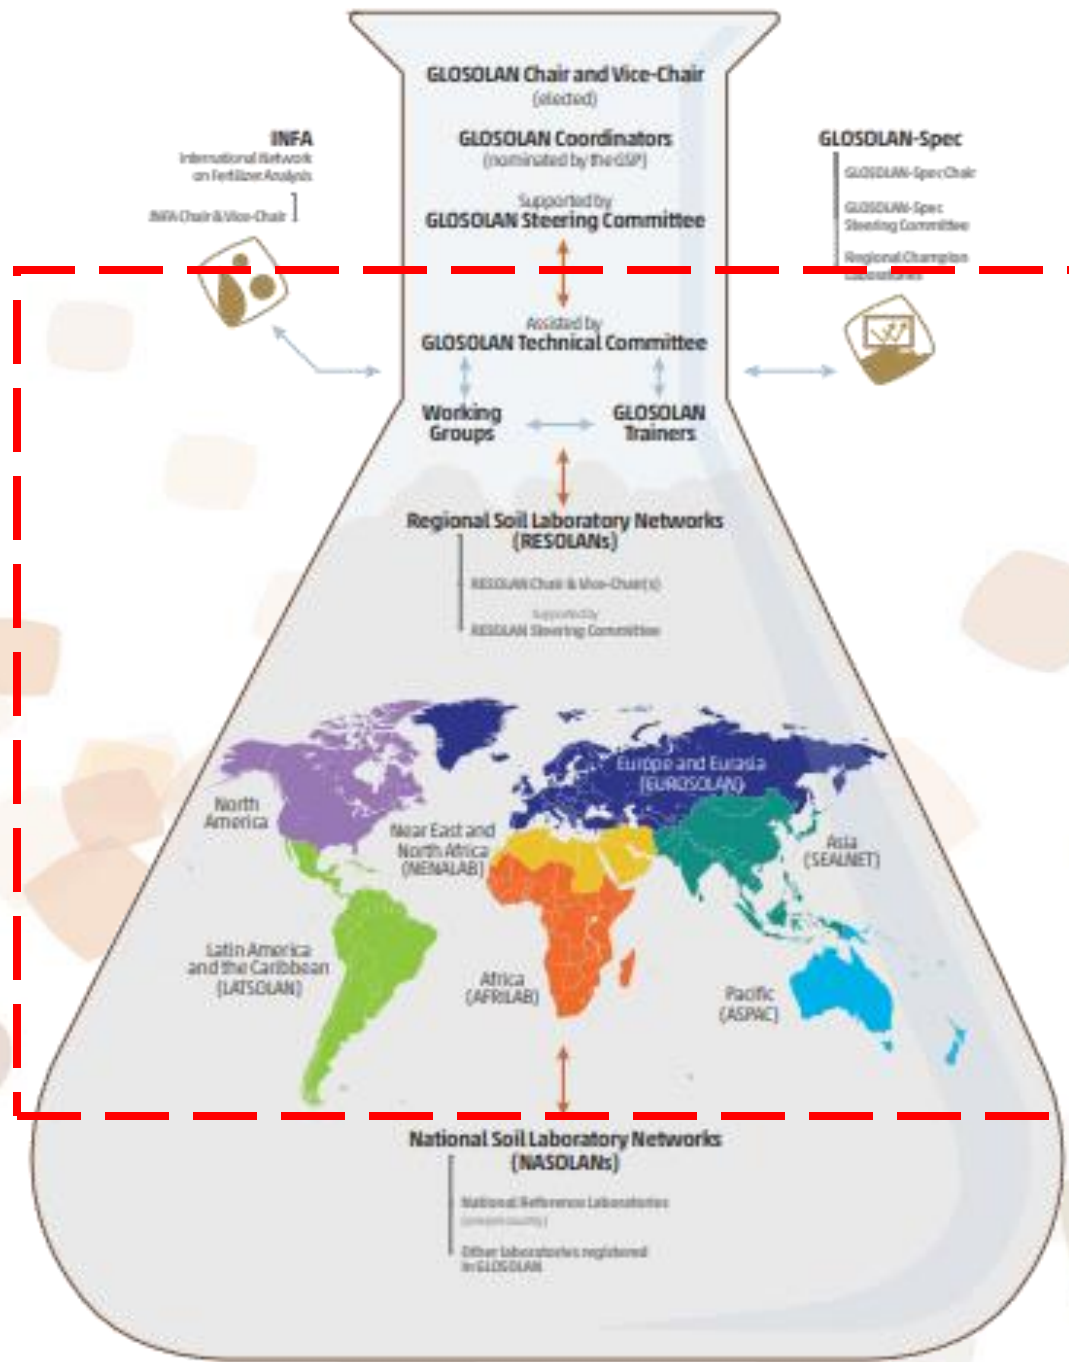 GLOSOLAN Chair and Vice-Chair
(elected)
GLOSOLAN Coordinators
(nominated by the GSP)
Supported by
GLOSOLAN Steering Committee
INFA
International Network
on Fertilizer Analysis
INFA Chair & Vice-Chair
GLOSOLAN-Spec
GLOSOLAN-Spec Chair
GLOSOLAN-Spec
Steering Committee
Regional Champion
Laboratories
Assisted by
GLOSOLAN Technical Committee
Working
Groups
GLOSOLAN
Trainers
Regional Soil Laboratory Networks
(RESOLANs)
RESOLAN Chair & Vice-Chair(s)
Supported by
RESOLAN Steering Committee
North
America
Europe and Eurasia
(EUROSOLAN)
Near East and
North Africa
(NENALAB)
Asia
(SEALNET)
Latin America
and the Caribbean
(LATSOLAN)
Africa
(AFRILAB)
Pacific
(ASPAC)
National Soil Laboratory Networks
(NASOLANs)
National Reference Laboratories
Other laboratories registered
in GLOSOLAN